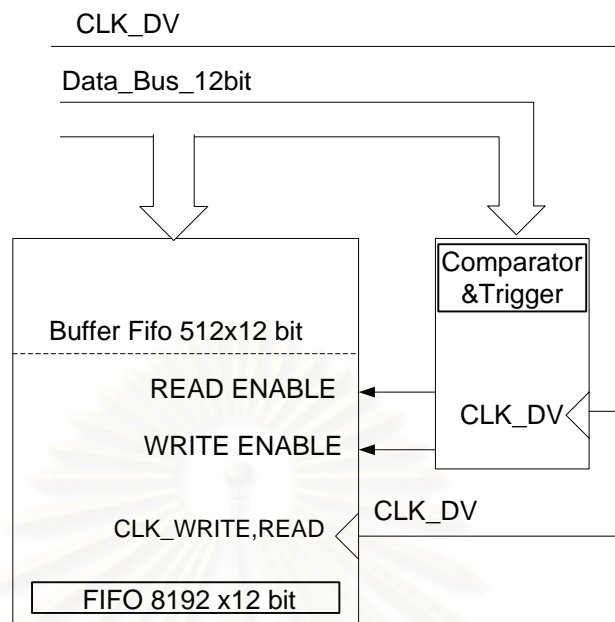 CLK_DV
Data_Bus_12bit
Comparator
&Trigger
Buffer Fifo 512x12 bit
READ ENABLE
CLK_DV
WRITE ENABLE
CLK_DV
CLK_WRITE,READ
FIFO 8192 x12 bit